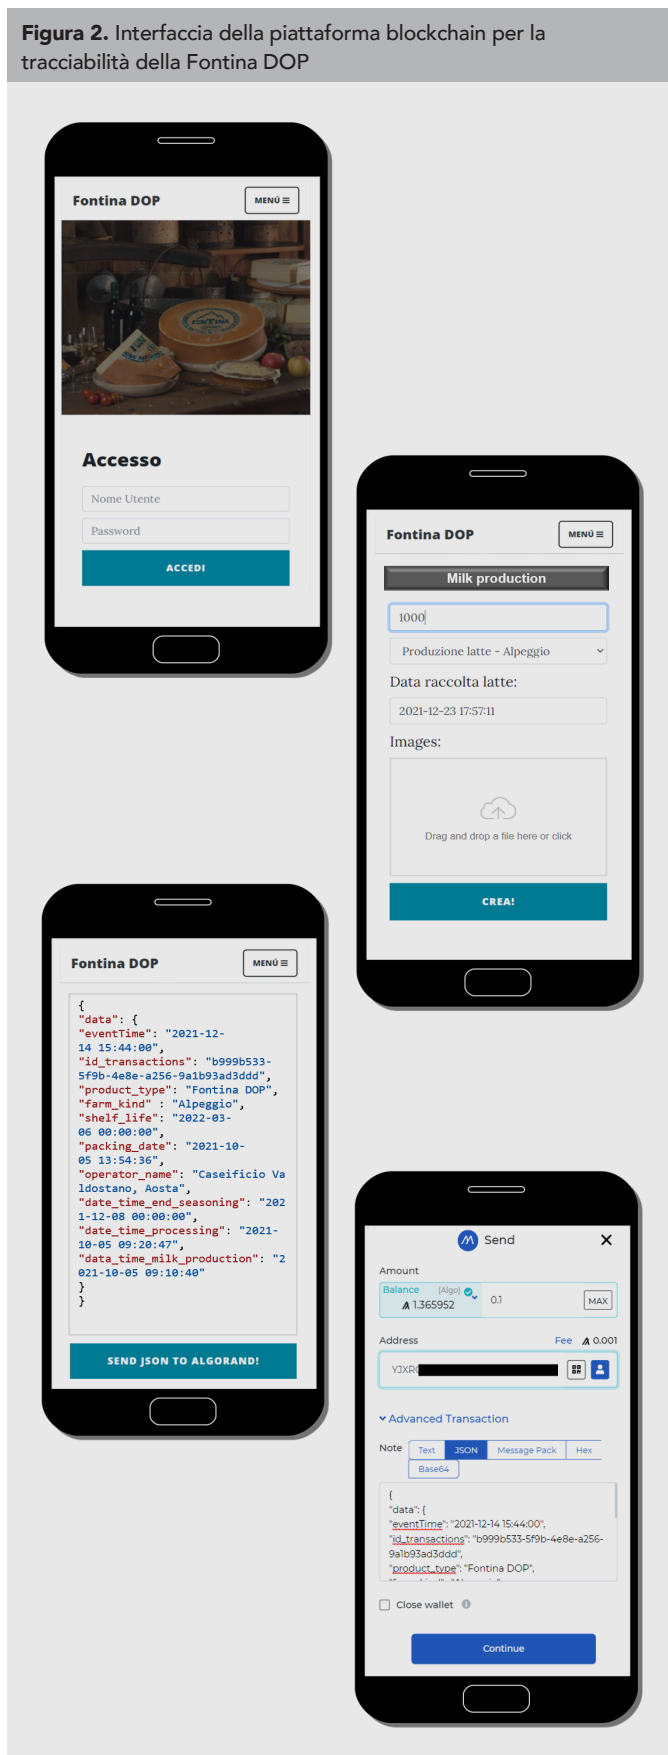 Figura 2. Interfaccia della piattaforma blockchain per la
tracciabilità della Fontina DOP
Fontina DOP
MENÚ
FONTINA
Accesso
Nome Utente
Password
ACCEDI
Fontina DOP
MENÚ
Milk production
1000
Produzione latte - Alpeggio
Data raccolta latte:
2021-12-23 17:57:11
Images:
Drag and drop a file here or click
CREA!
Fontina DOP
MENÚ
{
"data": {
"eventTime": "2021-12-
14 15:44:00",
"id_transactions": "b999b533-
5f9b-4e8e-a256-9a1b93ad3ddd",
"product_type": "Fontina DOP",
"farm_kind" : "Alpeggio",
"shelf_life": "2022-03-
06 00:00:00",
"packing_date": "2021-10-
05 13:54:36",
"operator_name": "Caseificio Va
ldostano, Aosta",
"date_time_end_seasoning": "202
1-12-08 00:00:00",
"date_time_processing": "2021-
10-05 09:20:47",
"data_time_milk_production": "2
021-10-05 09:10:40"
}
}
SEND JSON TO ALGORAND!
Send
Amount
Balance (Algo)
1.365952
0.1
MAX
Address
Fee 0.001
YJXR
Advanced Transaction
Note Text JSON Message Pack Hex
Base64
{
"data": {
"eventTime": "2021-12-14 15:44:00",
"id_transactions": "b999b533-5f9b-4e8e-a256-
9a1b93ad3ddd",
"product_type": "Fontina DOP",
Close wallet
Continue